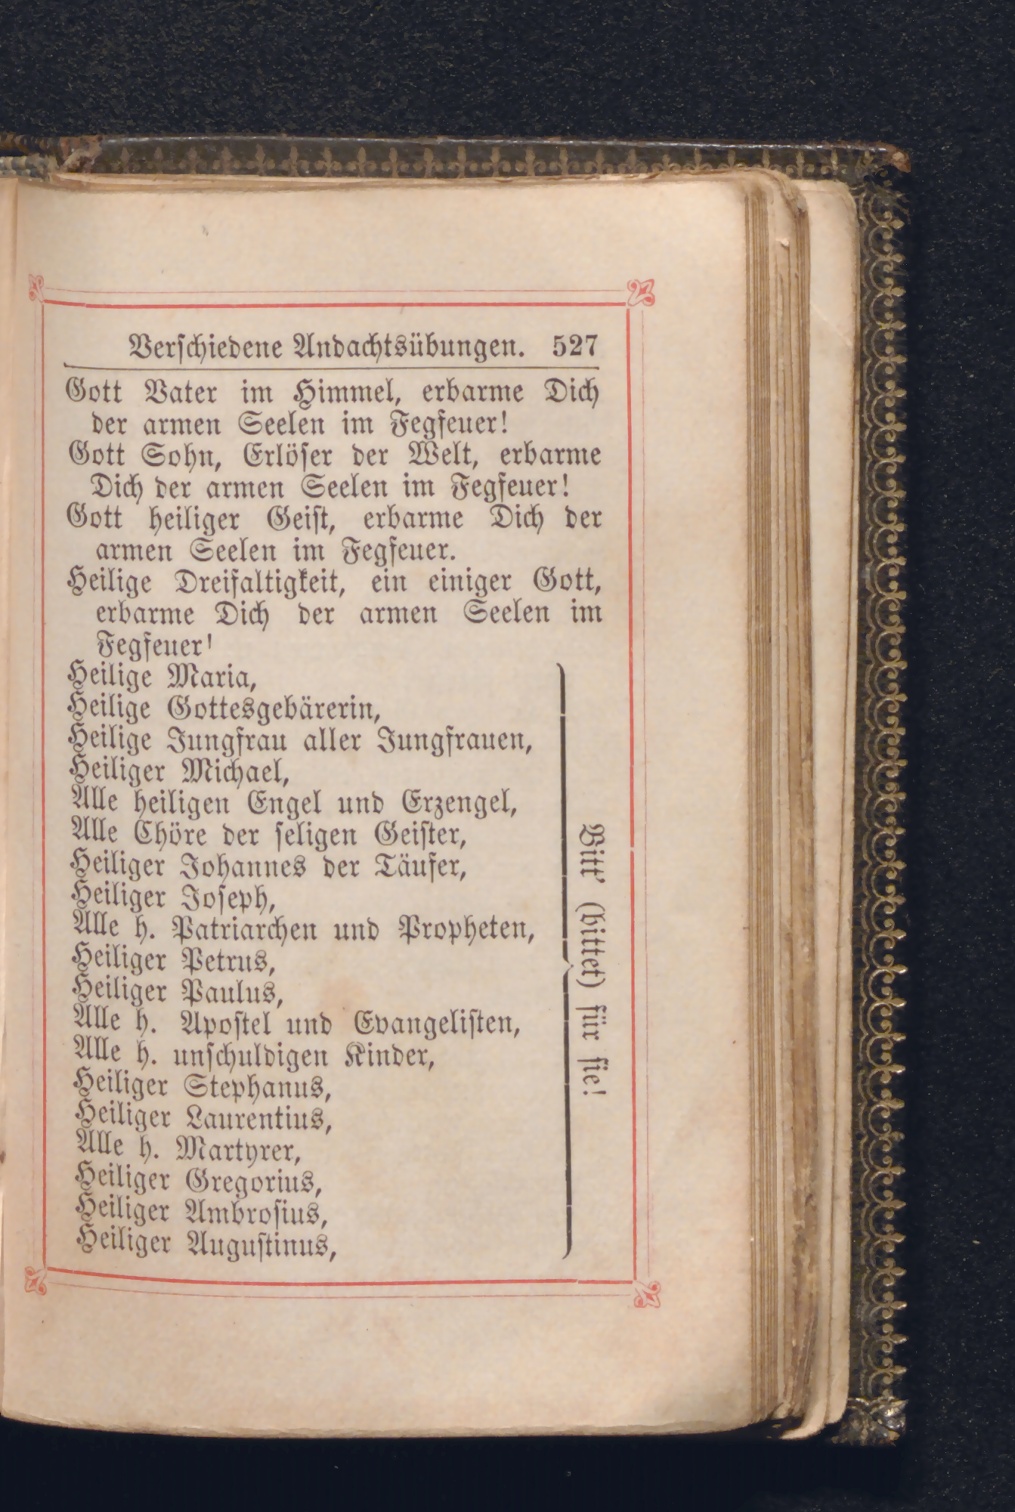 Verschiedene Andachtsübungen. 527
Gott Vater im Himmel, erbarme Dich
der armen Seelen im Fegfeuer!
Gott Sohn, Erlöser der Welt, erbarme
Dich der armen Seelen im Fegfeuer!
Gott heiliger Geist, erbarme Dich der
armen Seelen im Fegfeuer.
Heilige Dreifaltigkeit, ein einiger Gott,
erbarme Dich der armen Seelen im
Fegfeuer!
Heilige Maria,
Heilige Gottesgebärerin,
Heilige Jungfrau aller Jungfrauen,
Heiliger Michael,
Alle heiligen Engel und Erzengel,
Alle Chöre der seligen Geister,
Heiliger Johannes der Täufer,
Heiliger Joseph,
Alle h. Patriarchen und Propheten,
Heiliger Petrus,
Heiliger Paulus,
Alle h. Apostel und Evangelisten,
Alle h. unschuldigen Kinder,
Heiliger Stephanus,
Heiliger Laurentius,
Alle h. Martyrer,
Heiliger Gregorius,
Heiliger Ambrosius,
Heiliger Augustinus,
Bitt' (bittet) für sie!